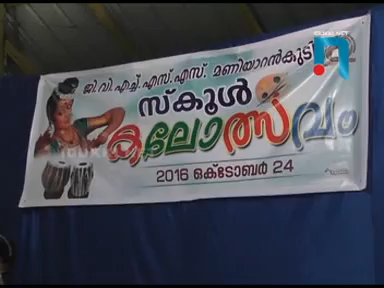 ജി.വി.എച്ച്.എസ്.എസ്. മണിയാറൻകുടി
സ്കൂൾ
കലോത്സവം
2016 ഒക്ടോബർ 24